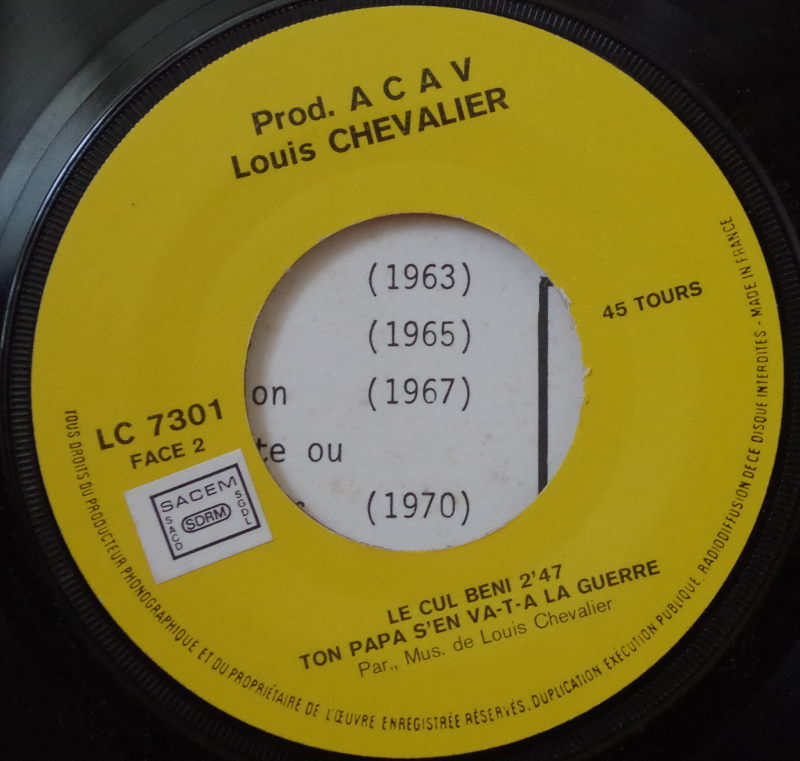 Prod. A C A V
Louis CHEVALIER
45 TOURS
LC 7301
FACE 2
SACEM
SACD
SDRM
SGDL
(1963)
(1965)
on (1967)
te ou
(1970)
LE CUL BENI 2'47
TON PAPA S'EN VA-T-A LA GUERRE
Par., Mus. de Louis Chevalier
TOUS DROITS DU PRODUCTEUR PHONOGRAPHIQUE ET DU PROPRIÉTAIRE DE L'ŒUVRE ENREGISTRÉE RÉSERVÉS. DUPLICATION EXÉCUTION PUBLIQUE. RADIODIFFUSION DE CE DISQUE INTERDITES - MADE IN FRANCE